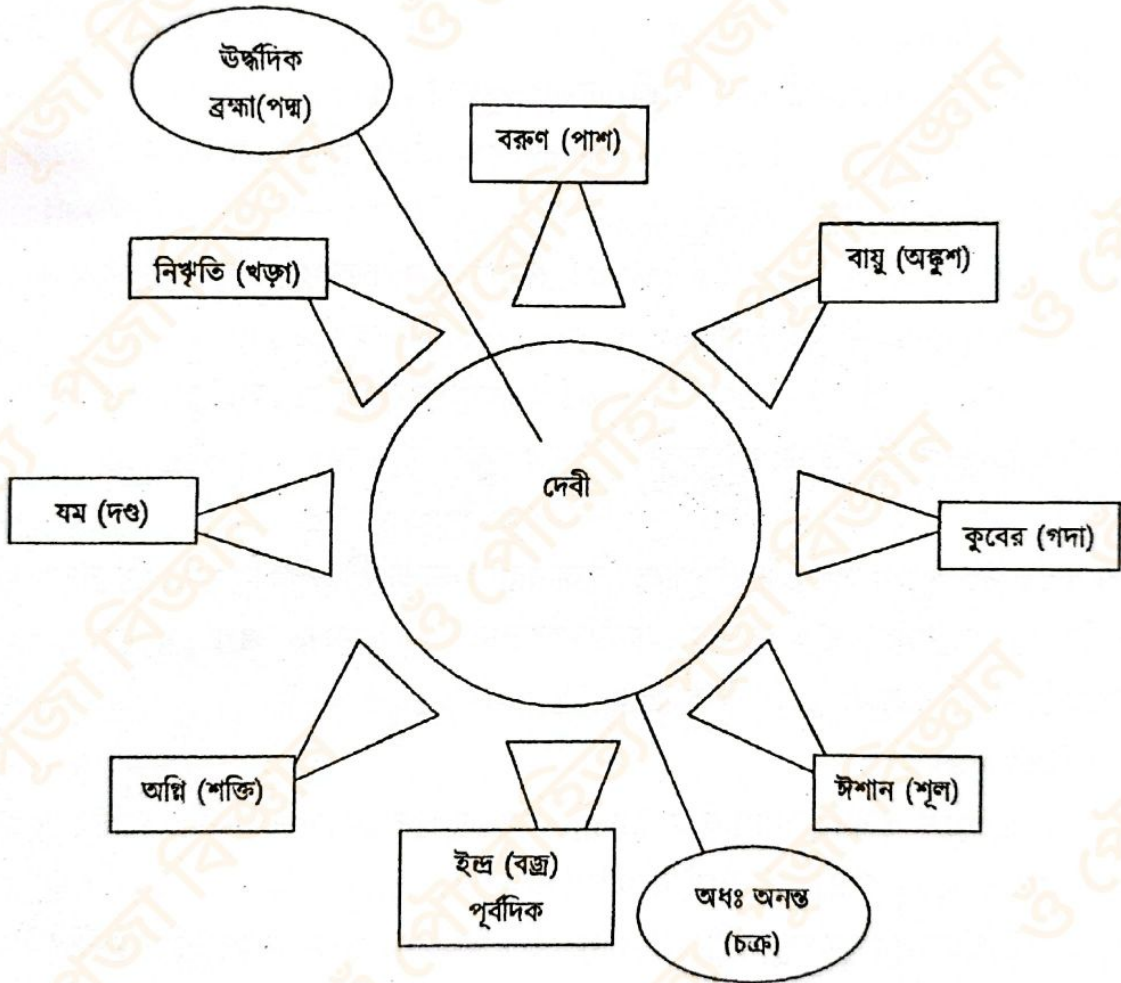 ঊর্দ্ধদিক
ব্রহ্মা(পদ্ম)
বরুণ (পাশ)
নিঋতি (খড়্গ)
বায়ু (অঙ্কুশ)
দেবী
যম (দণ্ড)
কুবের (গদা)
অগ্নি (শক্তি)
ঈশান (শূল)
ইন্দ্র (বজ্র)
পূর্বদিক
অধঃ অনন্ত
(চক্র)
ওঁ পৌরোহিত্য -পূজা বিজ্ঞান